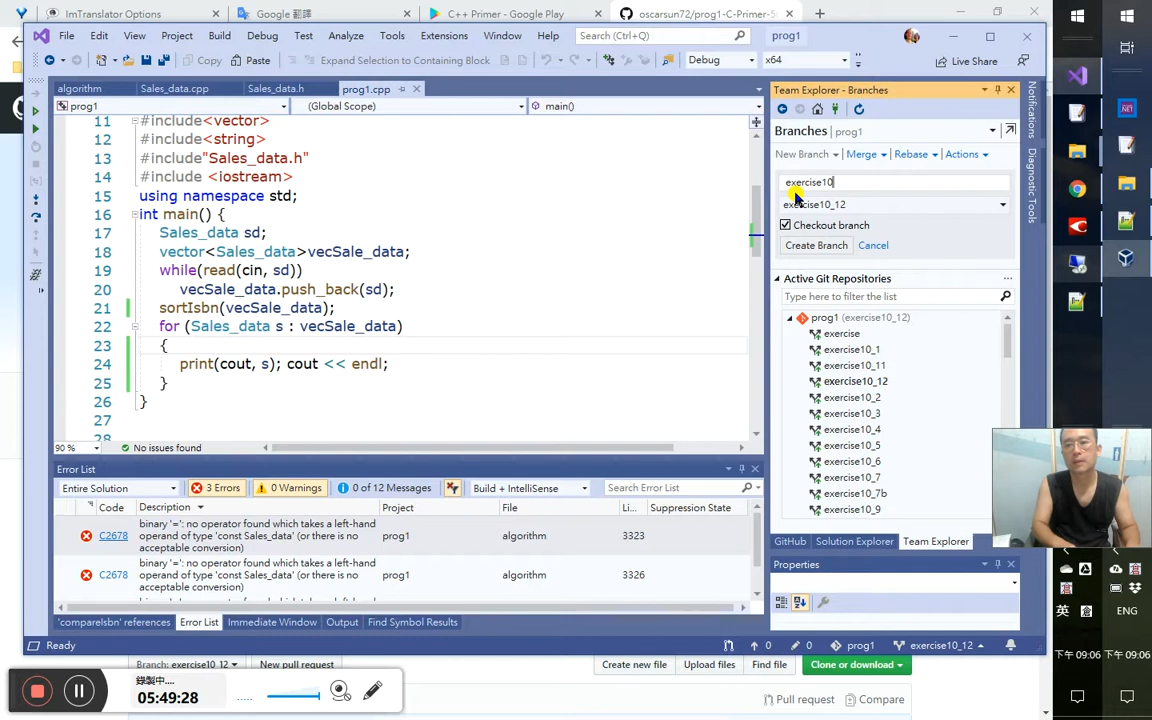 ImTranslator Options
Google 翻譯
C++ Primer - Google Play
oscarsun72/prog1-C-Primer-5
File Edit View Project Build Debug Test Analyze Tools Extensions Window Help
Search (Ctrl+Q)
prog1
Copy Paste Expand Selection to Containing Block Debug x64 Live Share
algorithm Sales_data.cpp Sales_data.h prog1.cpp
prog1 (Global Scope) main()
11 #include<vector>
12 #include<string>
13 #include"Sales_data.h"
14 #include <iostream>
15 using namespace std;
16 int main() {
17 Sales_data sd;
18 vector<Sales_data>vecSale_data;
19 while(read(cin, sd))
20 vecSale_data.push_back(sd);
21 sortIsbn(vecSale_data);
22 for (Sales_data s : vecSale_data)
23 {
24 print(cout, s); cout << endl;
25 }
26 }
27
28
90 % No issues found
Team Explorer - Branches
Branches | prog1
New Branch Merge Rebase Actions
exercise10
exercise10_12
Checkout branch
Create Branch Cancel
Active Git Repositories
Type here to filter the list
prog1 (exercise10_12)
exercise
exercise10_1
exercise10_11
exercise10_12
exercise10_2
exercise10_3
exercise10_4
exercise10_5
exercise10_6
exercise10_7
exercise10_7b
exercise10_9
GitHub Solution Explorer Team Explorer
Properties
Notifications
Diagnostic Tools
Error List
Entire Solution 3 Errors 0 Warnings 0 of 12 Messages Build + IntelliSense Search Error List
Code Description Project File Li... Suppression State
C2678 binary '=': no operator found which takes a left-hand operand of type 'const Sales_data' (or there is no acceptable conversion) prog1 algorithm 3323
C2678 binary '=': no operator found which takes a left-hand operand of type 'const Sales_data' (or there is no acceptable conversion) prog1 algorithm 3326
'compareIsbn' references Error List Immediate Window Output Find Symbol Results
Ready 0 0 prog1 exercise10_12
Branch: exercise10_12 New pull request Create new file Upload files Find file Clone or download
Pull request Compare
錄製中...
05:49:28
英
ENG
下午 09:06
下午 09:06